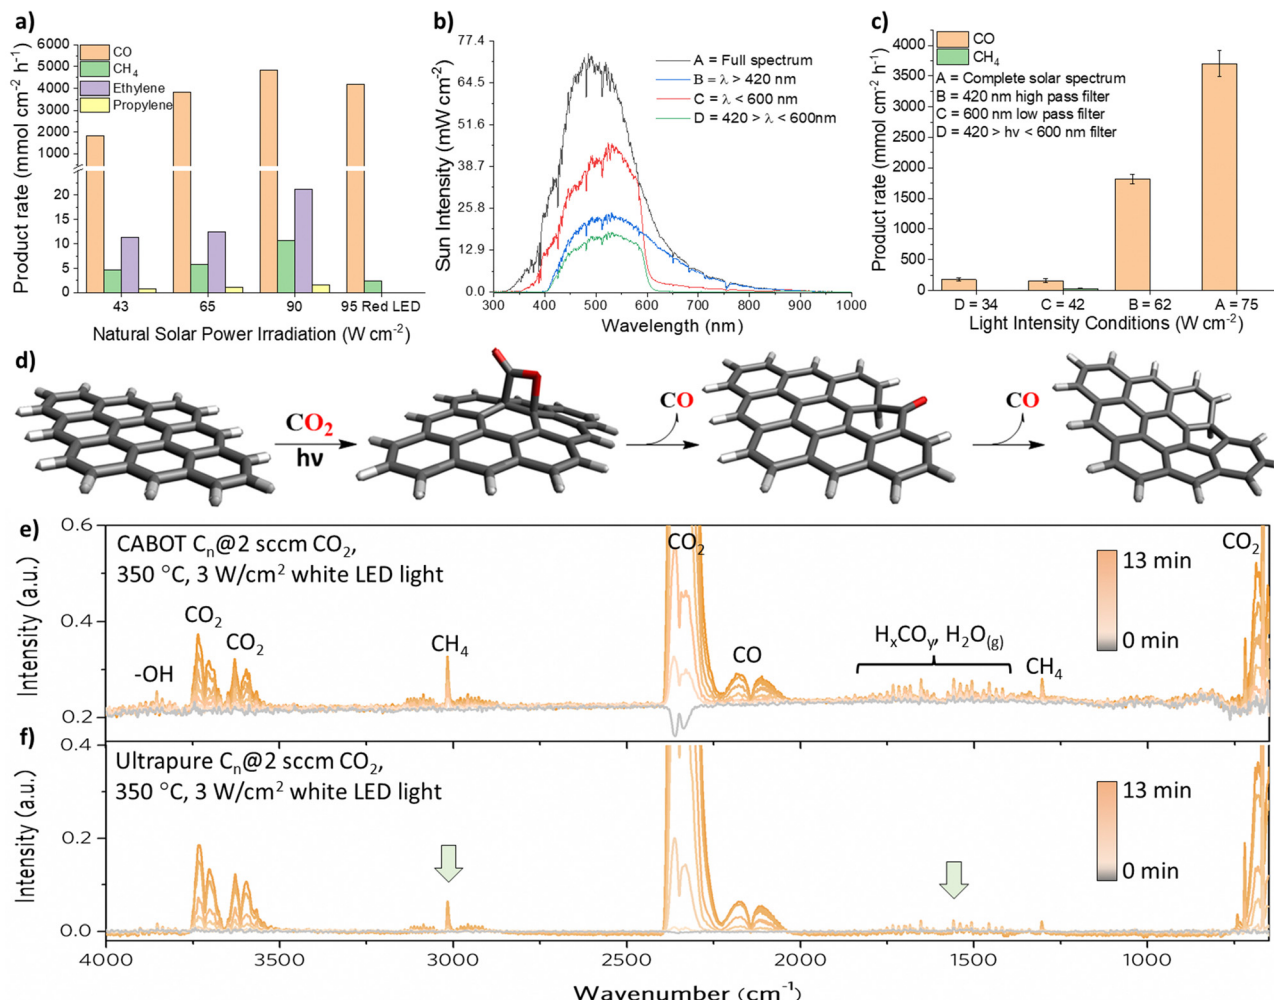 a)
6000
5000
4000
3000
2000
1000
20
15
10
5
0
Product rate (mmol cm⁻² h⁻¹)
CO
CH₄
Ethylene
Propylene
43
65
90
95 Red LED
Natural Solar Power Irradiation (W cm⁻²)
b)
77.4
64.5
51.6
38.7
25.8
12.9
0.0
Sun Intensity (mW cm⁻²)
A = Full spectrum
B = λ > 420 nm
C = λ < 600 nm
D = 420 > λ < 600nm
300
400
500
600
700
800
900
1000
Wavelength (nm)
c)
4000
3500
3000
2500
2000
1500
1000
500
0
Product rate (mmol cm⁻² h⁻¹)
CO
CH₄
A = Complete solar spectrum
B = 420 nm high pass filter
C = 600 nm low pass filter
D = 420 > hv < 600 nm filter
D = 34
C = 42
B = 62
A = 75
Light Intensity Conditions (W cm⁻²)
d)
CO₂
hν
CO
CO
e)
0.6
0.4
0.2
Intensity (a.u.)
CABOT Cₙ@2 sccm CO₂,
350 °C, 3 W/cm² white LED light
-OH
CO₂
CO₂
CH₄
CO₂
CO
HₓCOᵧ, H₂O₍g₎
CH₄
CO₂
13 min
0 min
f)
0.4
0.2
0.0
Intensity (a.u.)
Ultrapure Cₙ@2 sccm CO₂,
350 °C, 3 W/cm² white LED light
13 min
0 min
4000
3500
3000
2500
2000
1500
1000
Wavenumber (cm⁻¹)